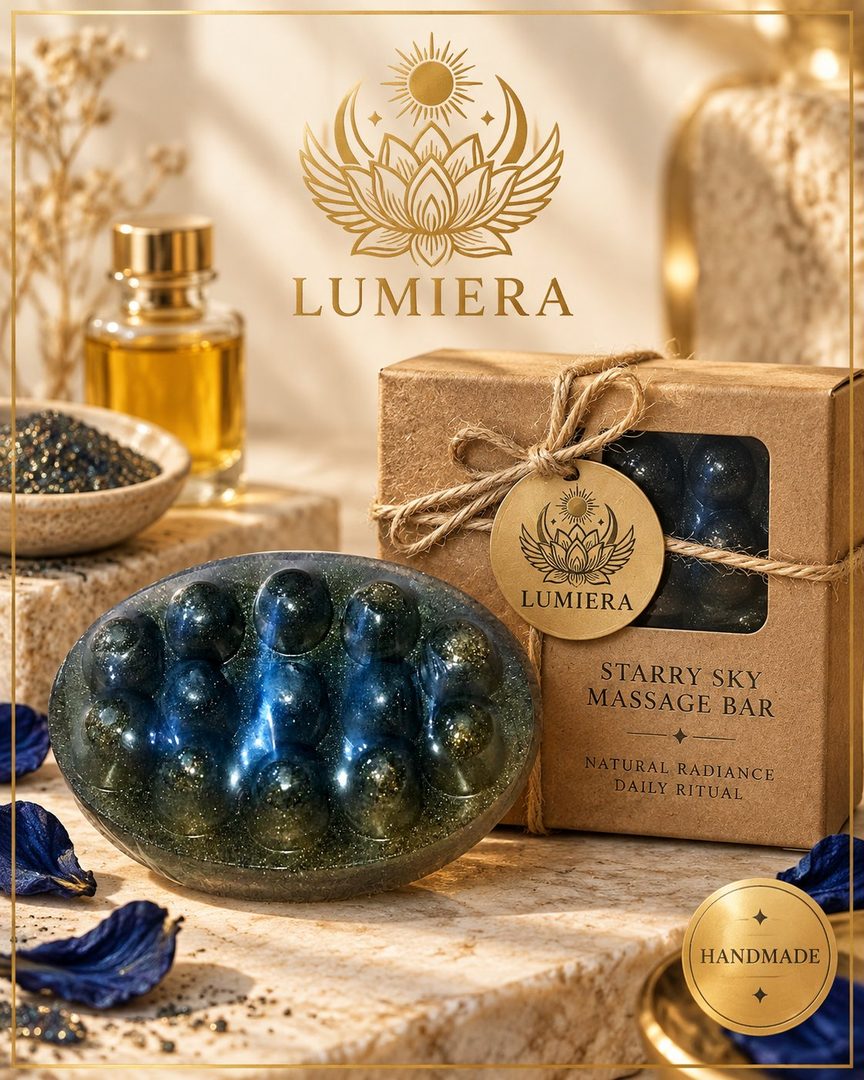 LUMIERA
LUMIERA
STARRY SKY
MASSAGE BAR
NATURAL RADIANCE
DAILY RITUAL
HANDMADE